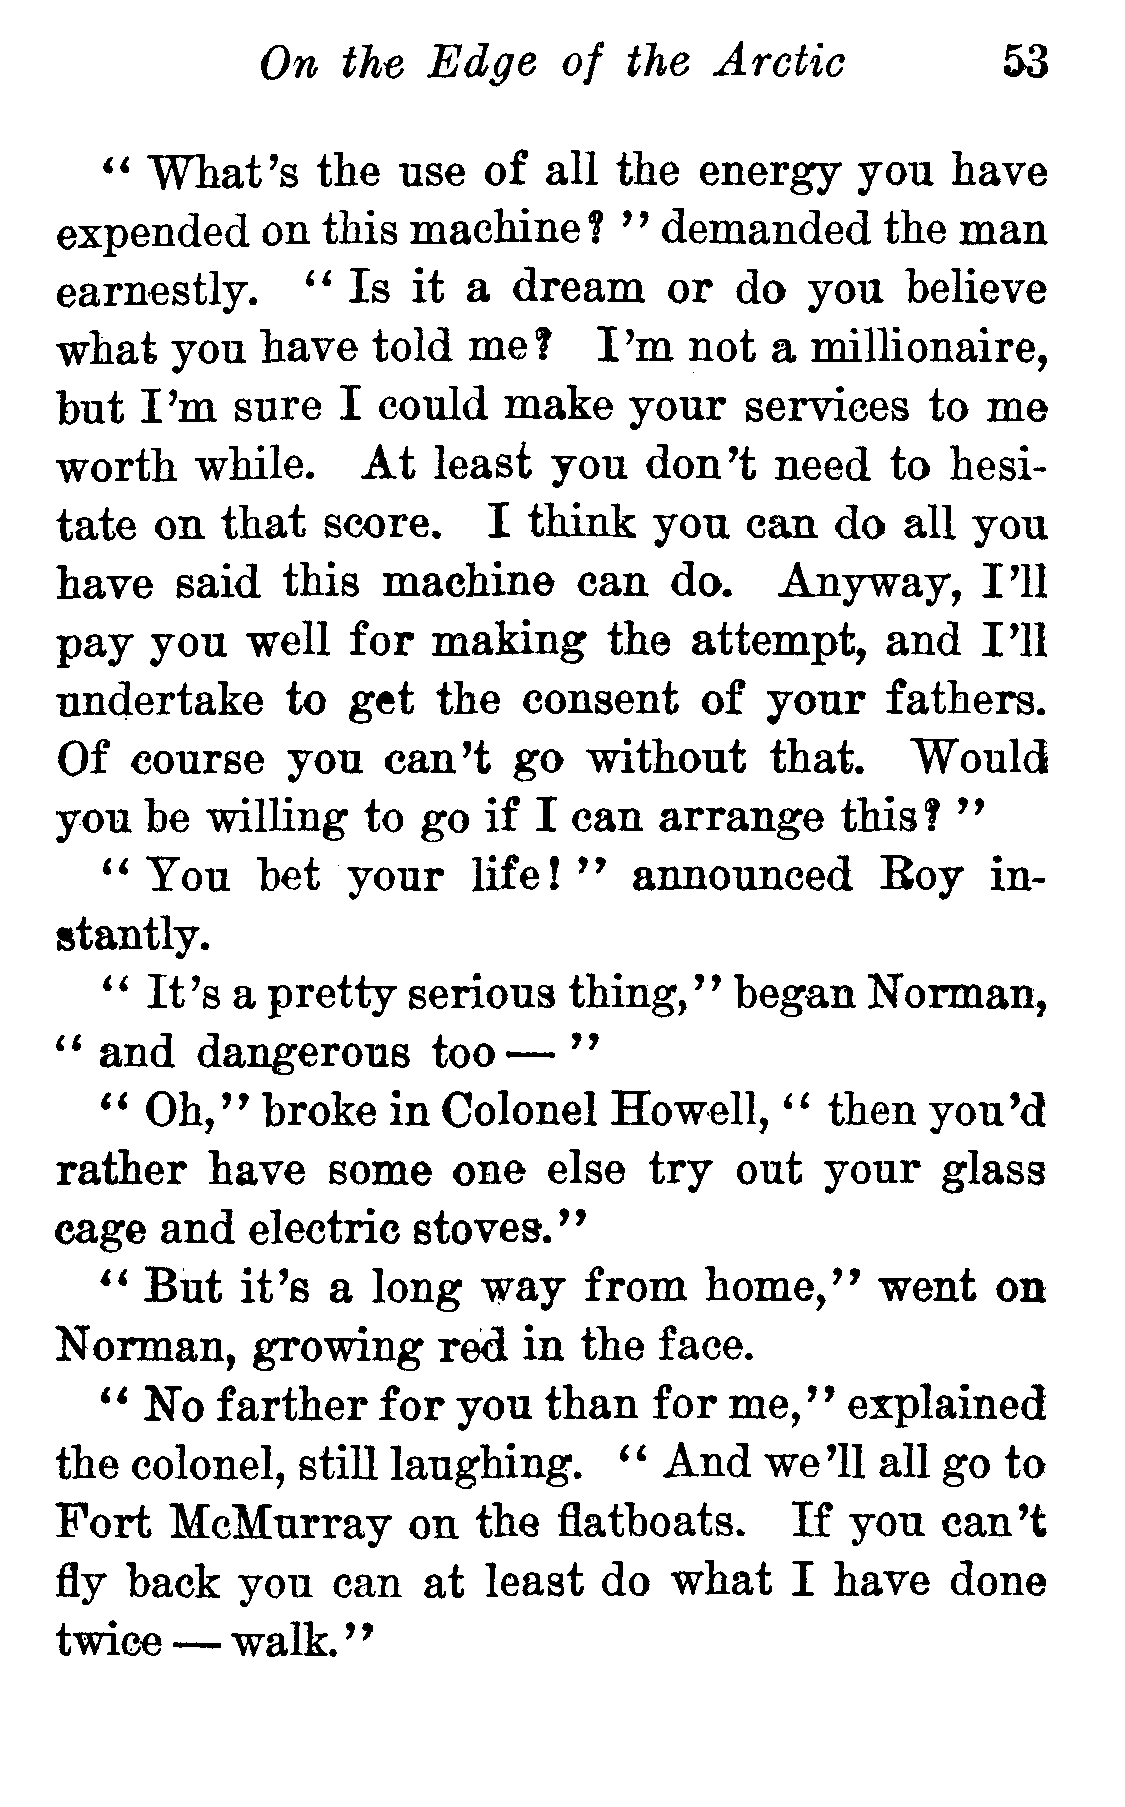 On the Edge of the Arctic 53
“ What’s the use of all the energy you have
expended on this machine? ” demanded the man
earnestly. “ Is it a dream or do you believe
what you have told me? I’m not a millionaire,
but I’m sure I could make your services to me
worth while. At least you don’t need to hesi-
tate on that score. I think you can do all you
have said this machine can do. Anyway, I’ll
pay you well for making the attempt, and I’ll
undertake to get the consent of your fathers.
Of course you can’t go without that. Would
you be willing to go if I can arrange this? ”
“ You bet your life! ” announced Roy in-
stantly.
“ It’s a pretty serious thing,” began Norman,
“ and dangerous too — ”
“ Oh,” broke in Colonel Howell, “ then you’d
rather have some one else try out your glass
cage and electric stoves.”
“ But it’s a long way from home,” went on
Norman, growing red in the face.
“ No farther for you than for me,” explained
the colonel, still laughing. “ And we’ll all go to
Fort McMurray on the flatboats. If you can’t
fly back you can at least do what I have done
twice — walk.”